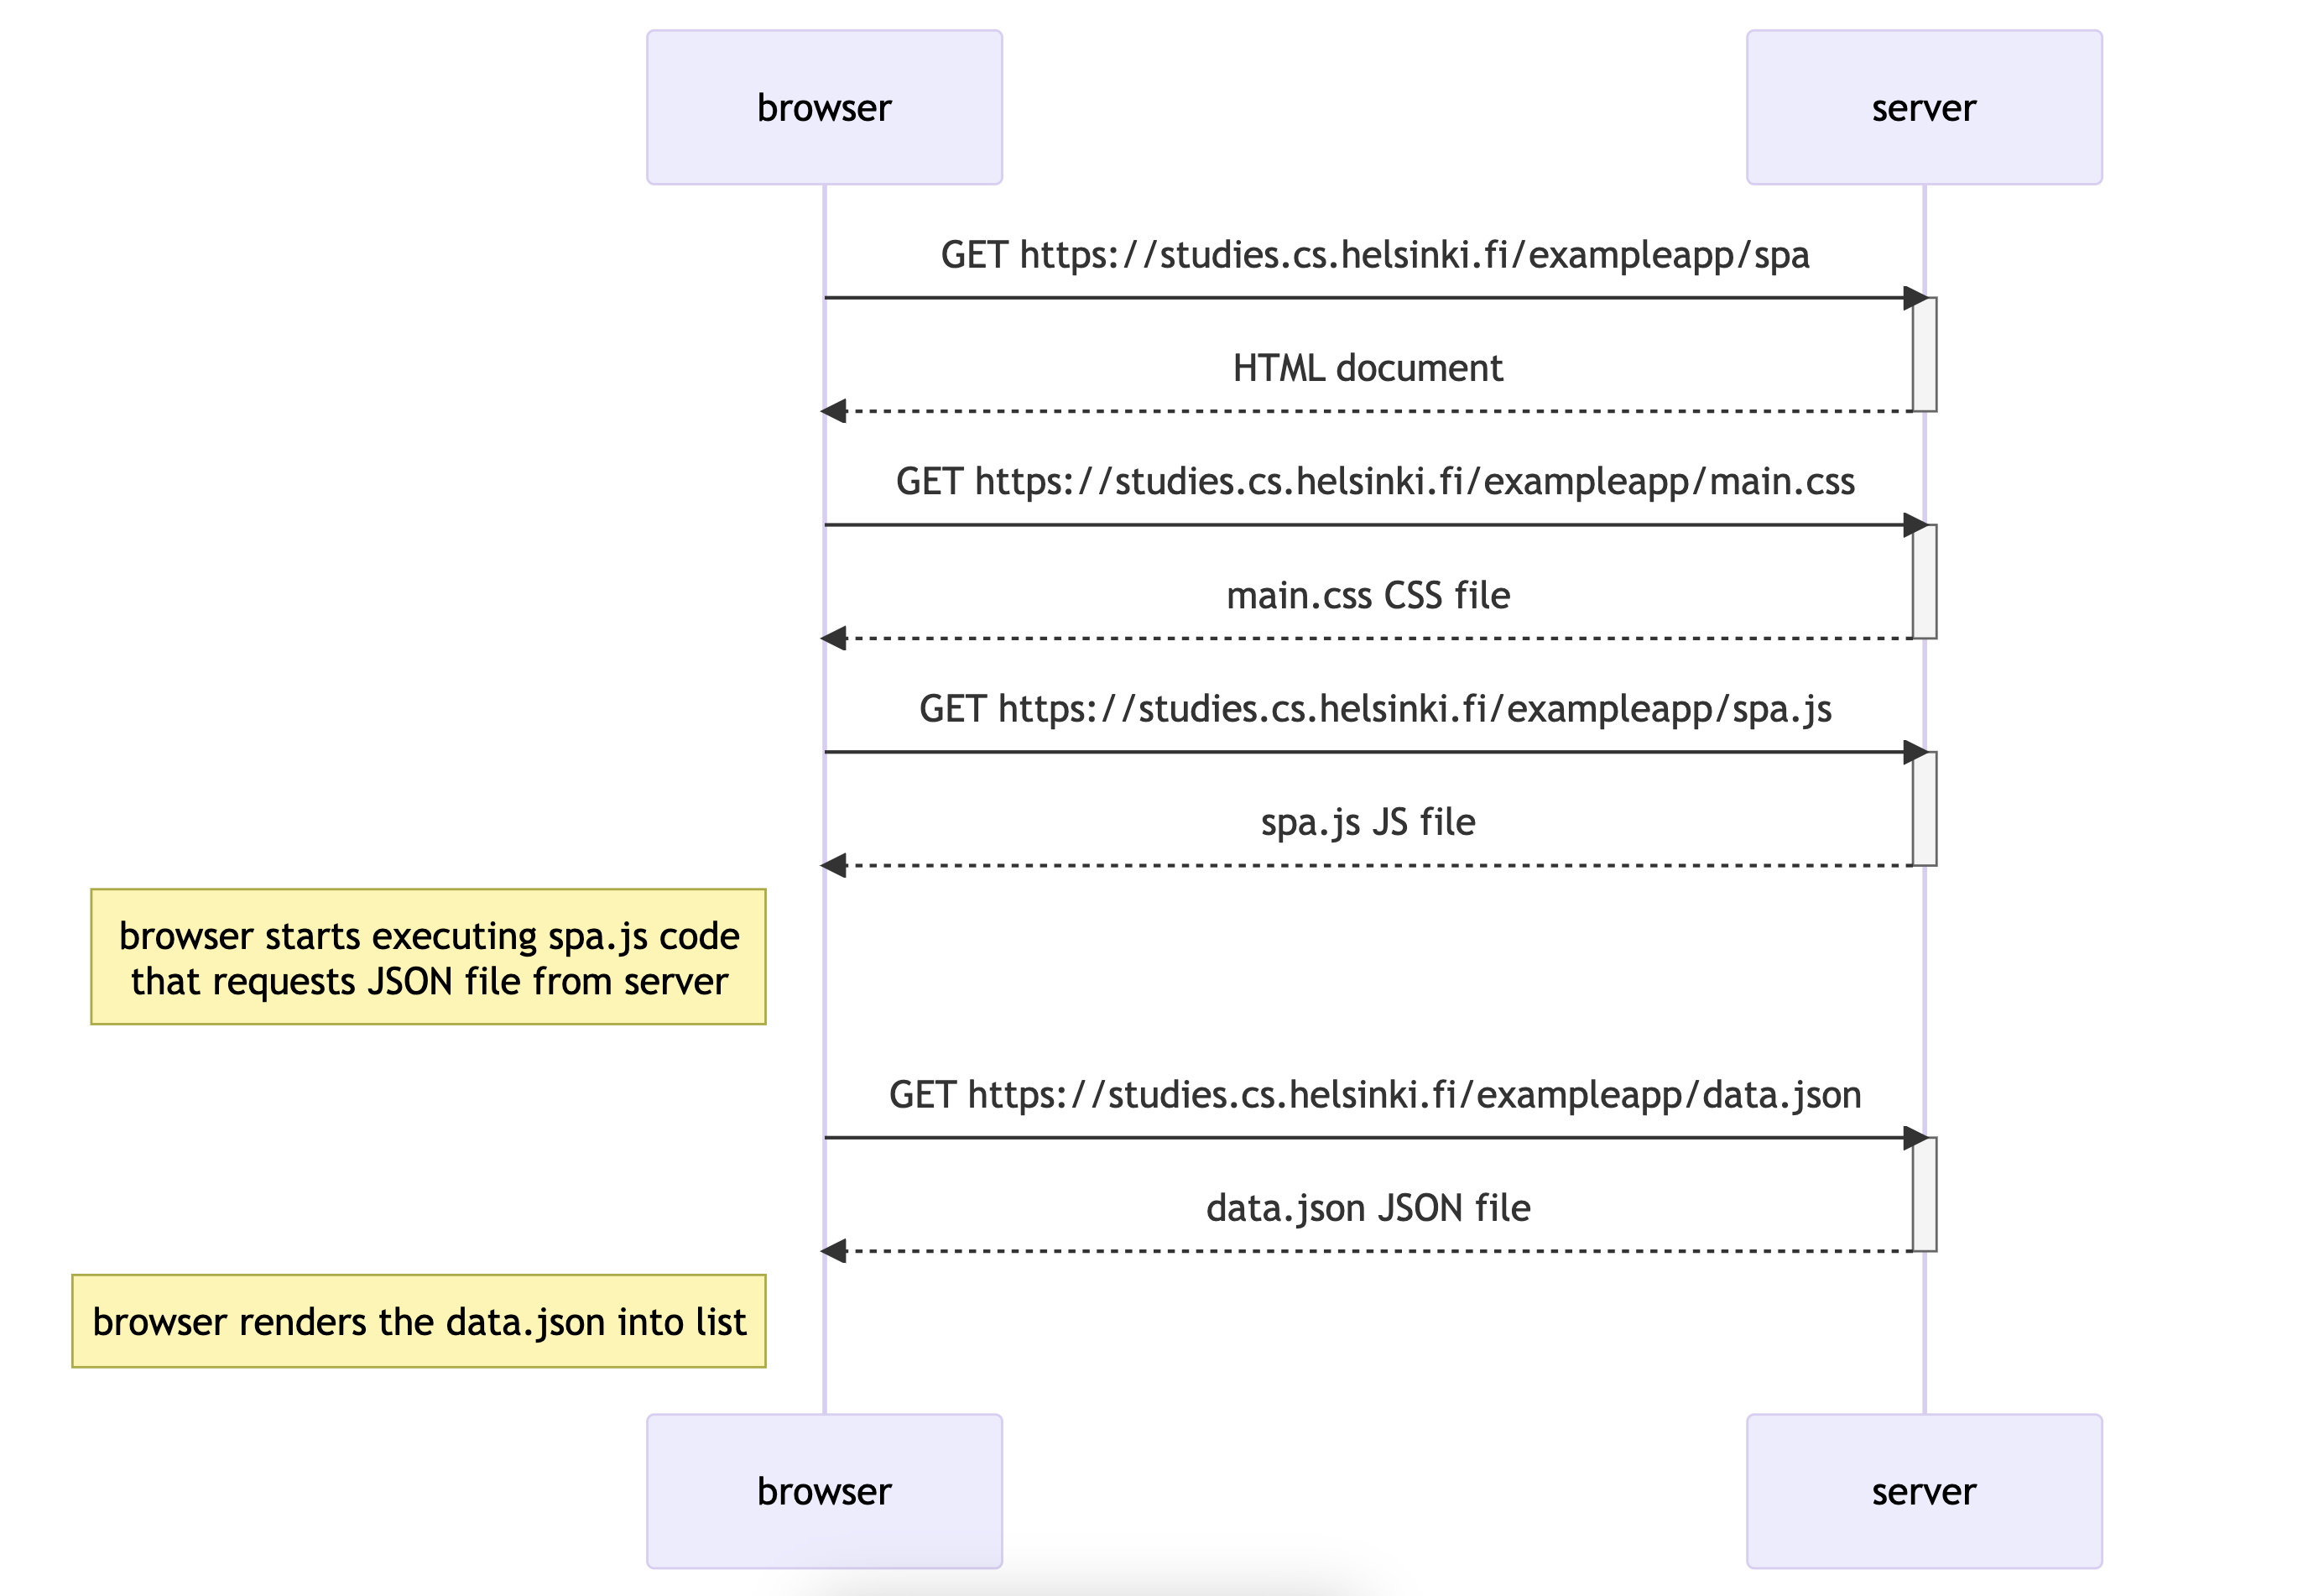 browser
server
GET https://studies.cs.helsinki.fi/exampleapp/spa
HTML document
GET https://studies.cs.helsinki.fi/exampleapp/main.css
main.css CSS file
GET https://studies.cs.helsinki.fi/exampleapp/spa.js
spa.js JS file
browser starts executing spa.js code
that requests JSON file from server
GET https://studies.cs.helsinki.fi/exampleapp/data.json
data.json JSON file
browser renders the data.json into list
browser
server